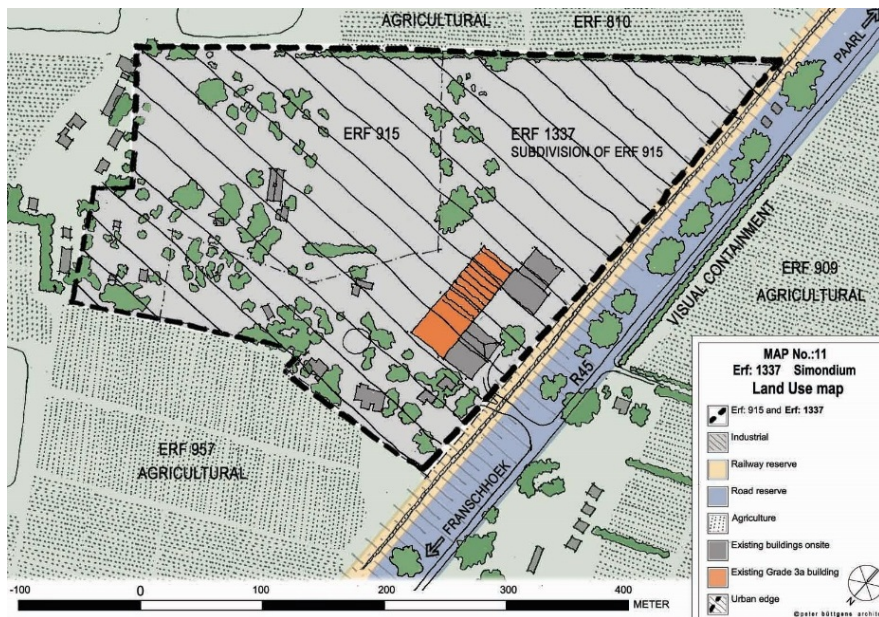 AGRICULTURAL
ERF 810
PAARL
ERF 915
ERF 1337
SUBDIVISION OF ERF 915
VISUAL CONTAINMENT
ERF 909
AGRICULTURAL
R45
ERF 957
AGRICULTURAL
FRANSCHHOEK
MAP No.:11
Erf: 1337 Simondium
Land Use map
Erf: 915 and Erf: 1337
Industrial
Railway reserve
Road reserve
Agriculture
Existing buildings onsite
Existing Grade 3a building
Urban edge
N
©peter büttgens archite
-100 0 100 200 300 400
METER